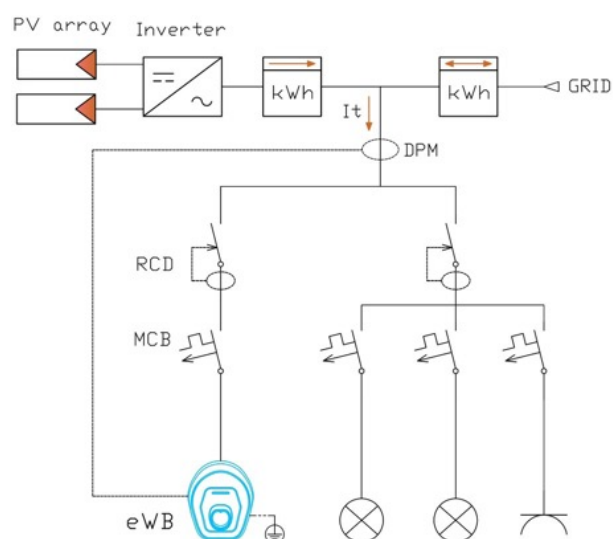 PV array
Inverter
kWh
kWh
GRID
It
DPM
RCD
MCB
eWB